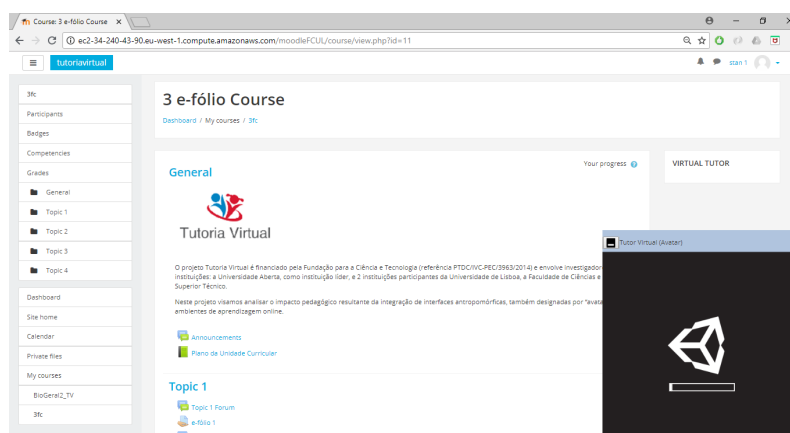 Course: 3 e-fólio Course
ec2-34-240-43-90.eu-west-1.compute.amazonaws.com/moodleFCUL/course/view.php?id=11
tutoriavirtual
stan 1
3fc
Participants
Badges
Competencies
Grades
General
Topic 1
Topic 2
Topic 3
Topic 4
Dashboard
Site home
Calendar
Private files
My courses
BioGeral2_TV
3fc
3 e-fólio Course
Dashboard / My courses / 3fc
Your progress
General
Tutoria Virtual
O projeto Tutoria Virtual é financiado pela Fundação para a Ciência e Tecnologia (referência PTDC/IVC-PEC/3963/2014) e envolve investigador
instituições: a Universidade Aberta, como instituição líder, e 2 instituições participantes da Universidade de Lisboa, a Faculdade de Ciências e
Superior Técnico.
Neste projeto visamos analisar o impacto pedagógico resultante da integração de interfaces antropomórficas, também designadas por "avata
ambientes de aprendizagem online.
Announcements
Plano da Unidade Curricular
Topic 1
Topic 1 Forum
e-fólio 1
VIRTUAL TUTOR
Tutor Virtual (Avatar)